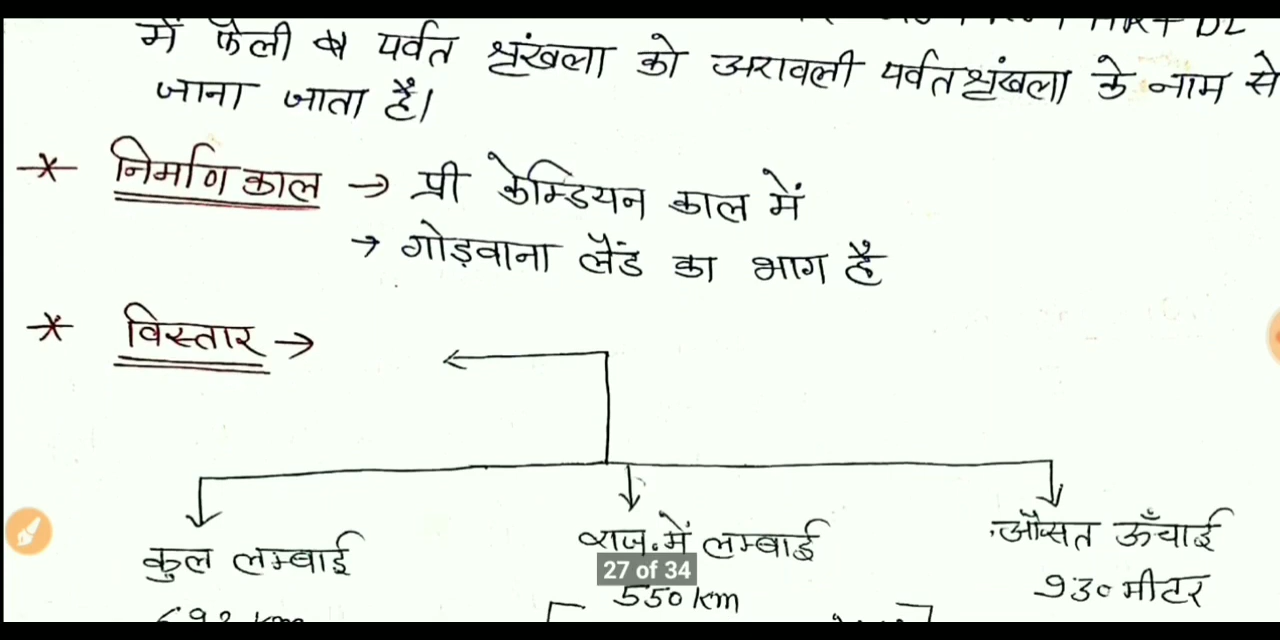 में फैली पर्वत श्रृंखला को अरावली पर्वत श्रृंखला के नाम से
जाना जाता है।
* निर्माण काल → प्री केम्ब्रियन काल में
→ गोड़वाना लैंड का भाग है
* विस्तार →
कुल लम्बाई
राज. में लम्बाई
औसत ऊँचाई
27 of 34
550 km
930 मीटर